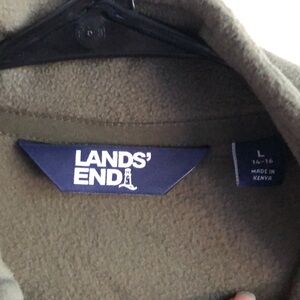 LANDS'
END
L
14-16
MADE IN
KENYA